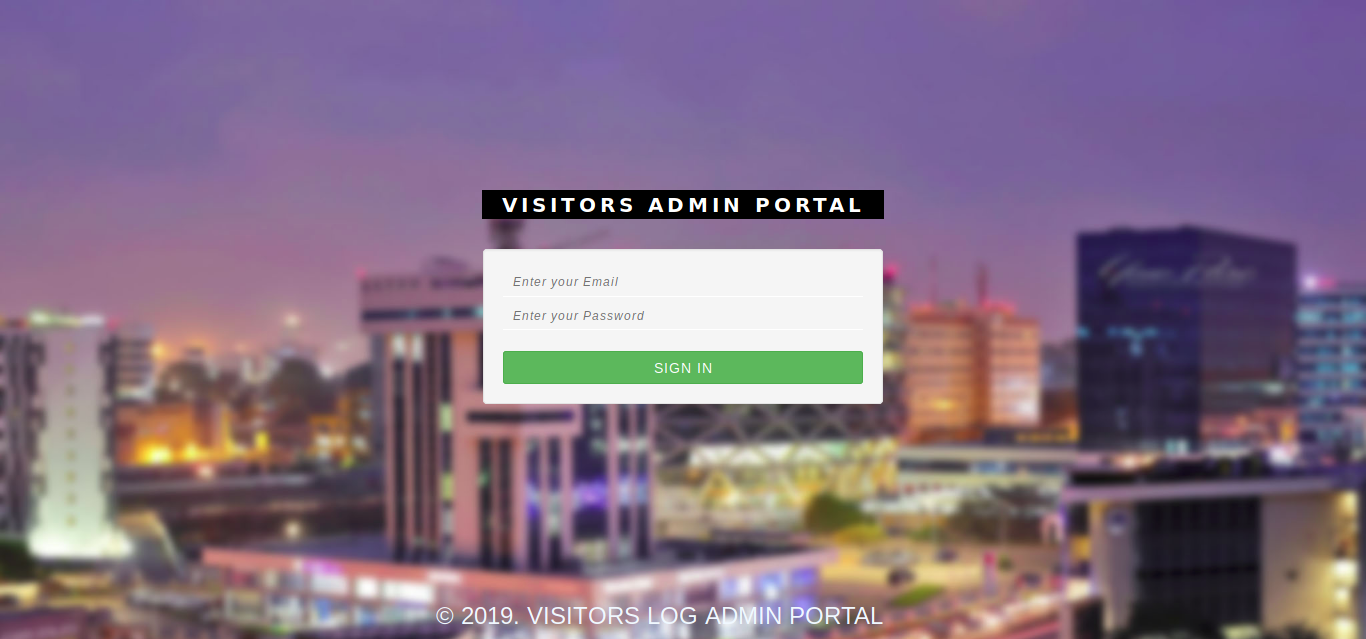 VISITORS ADMIN PORTAL
Enter your Email
Enter your Password
SIGN IN
© 2019. VISITORS LOG ADMIN PORTAL